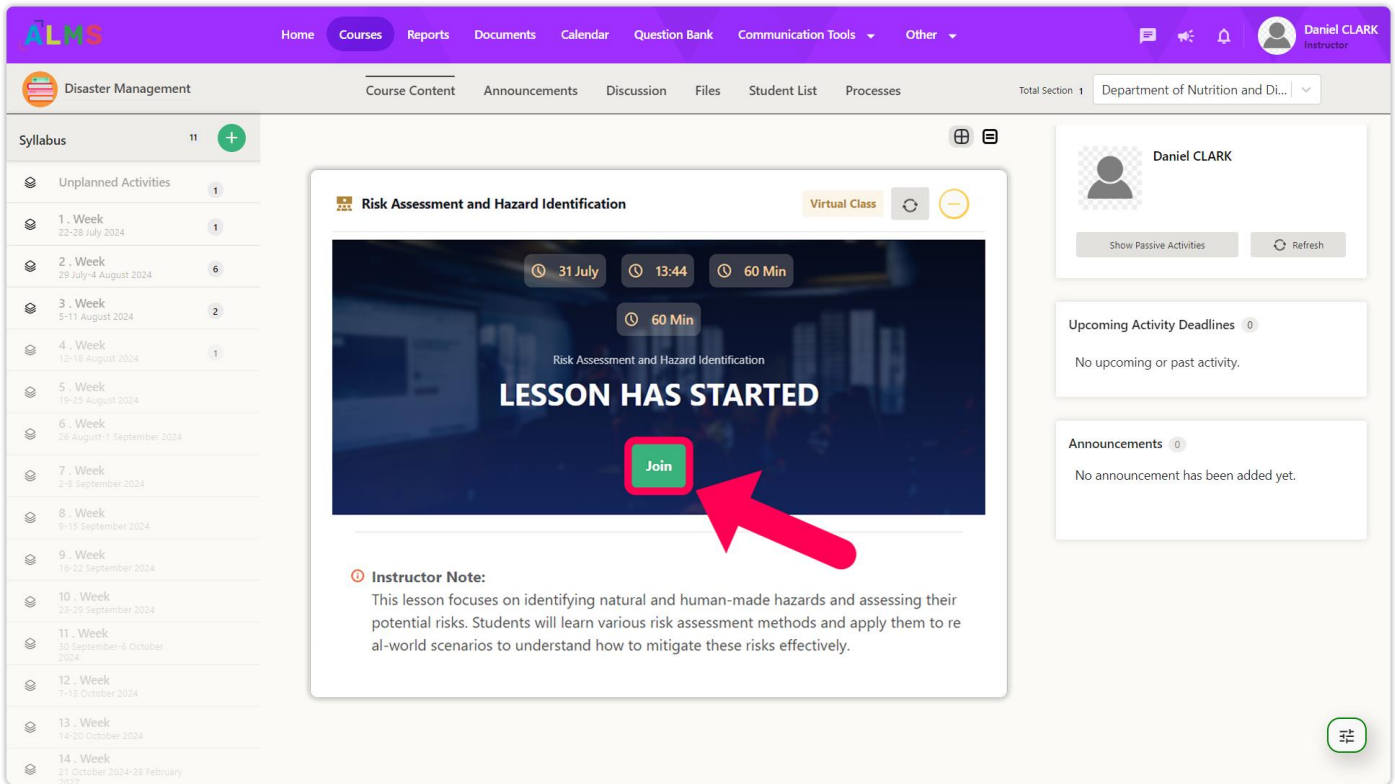 ALMS
Home Courses Reports Documents Calendar Question Bank Communication Tools Other
Daniel CLARK
Instructor
Disaster Management
Course Content Announcements Discussion Files Student List Processes
Total Section 1 Department of Nutrition and Di...
Syllabus 11
Unplanned Activities 1
1 . Week 1
22-28 July 2024
2 . Week 6
29 July-4 August 2024
3 . Week 2
5-11 August 2024
4 . Week 1
12-18 August 2024
5 . Week
19-25 August 2024
6 . Week
26 August-1 September 2024
7 . Week
2-8 September 2024
8 . Week
9-15 September 2024
9 . Week
16-22 September 2024
10 . Week
23-29 September 2024
11 . Week
30 September-6 October
2024
12 . Week
7-13 October 2024
13 . Week
14-20 October 2024
14 . Week
21 October 2024-28 February
Risk Assessment and Hazard Identification Virtual Class
31 July 13:44 60 Min
60 Min
Risk Assessment and Hazard Identification
LESSON HAS STARTED
Join
Instructor Note:
This lesson focuses on identifying natural and human-made hazards and assessing their
potential risks. Students will learn various risk assessment methods and apply them to re
al-world scenarios to understand how to mitigate these risks effectively.
Daniel CLARK
Show Passive Activities Refresh
Upcoming Activity Deadlines 0
No upcoming or past activity.
Announcements 0
No announcement has been added yet.